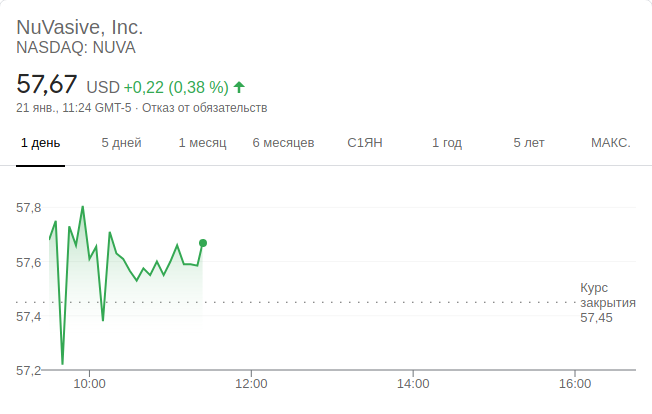 NuVasive, Inc.
NASDAQ: NUVA
57,67 USD +0,22 (0,38 %)
21 янв., 11:24 GMT-5 · Отказ от обязательств
1 день 5 дней 1 месяц 6 месяцев С1ЯН 1 год 5 лет МАКС.
57,8
57,6
57,4
57,2
Курс
закрытия
57,45
10:00 12:00 14:00 16:00